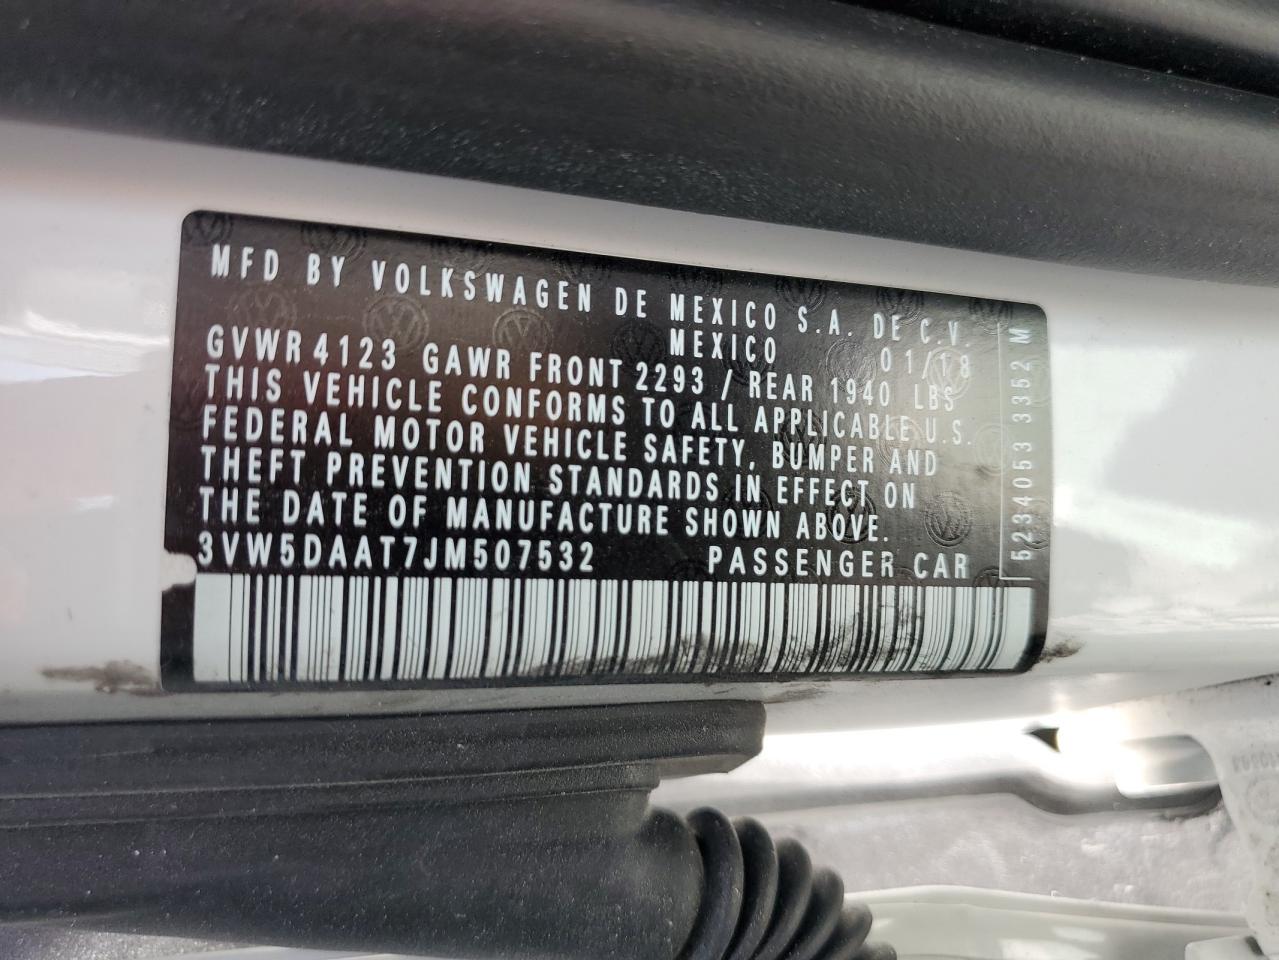 MFD BY VOLKSWAGEN DE MEXICO S.A. DE C.V.
MEXICO 01/18
GVWR 4123 GAWR FRONT 2293 / REAR 1940 LBS
THIS VEHICLE CONFORMS TO ALL APPLICABLE U.S.
FEDERAL MOTOR VEHICLE SAFETY, BUMPER AND
THEFT PREVENTION STANDARDS IN EFFECT ON
THE DATE OF MANUFACTURE SHOWN ABOVE.
3VW5DAAT7JM507532 PASSENGER CAR
5234053 3352 M